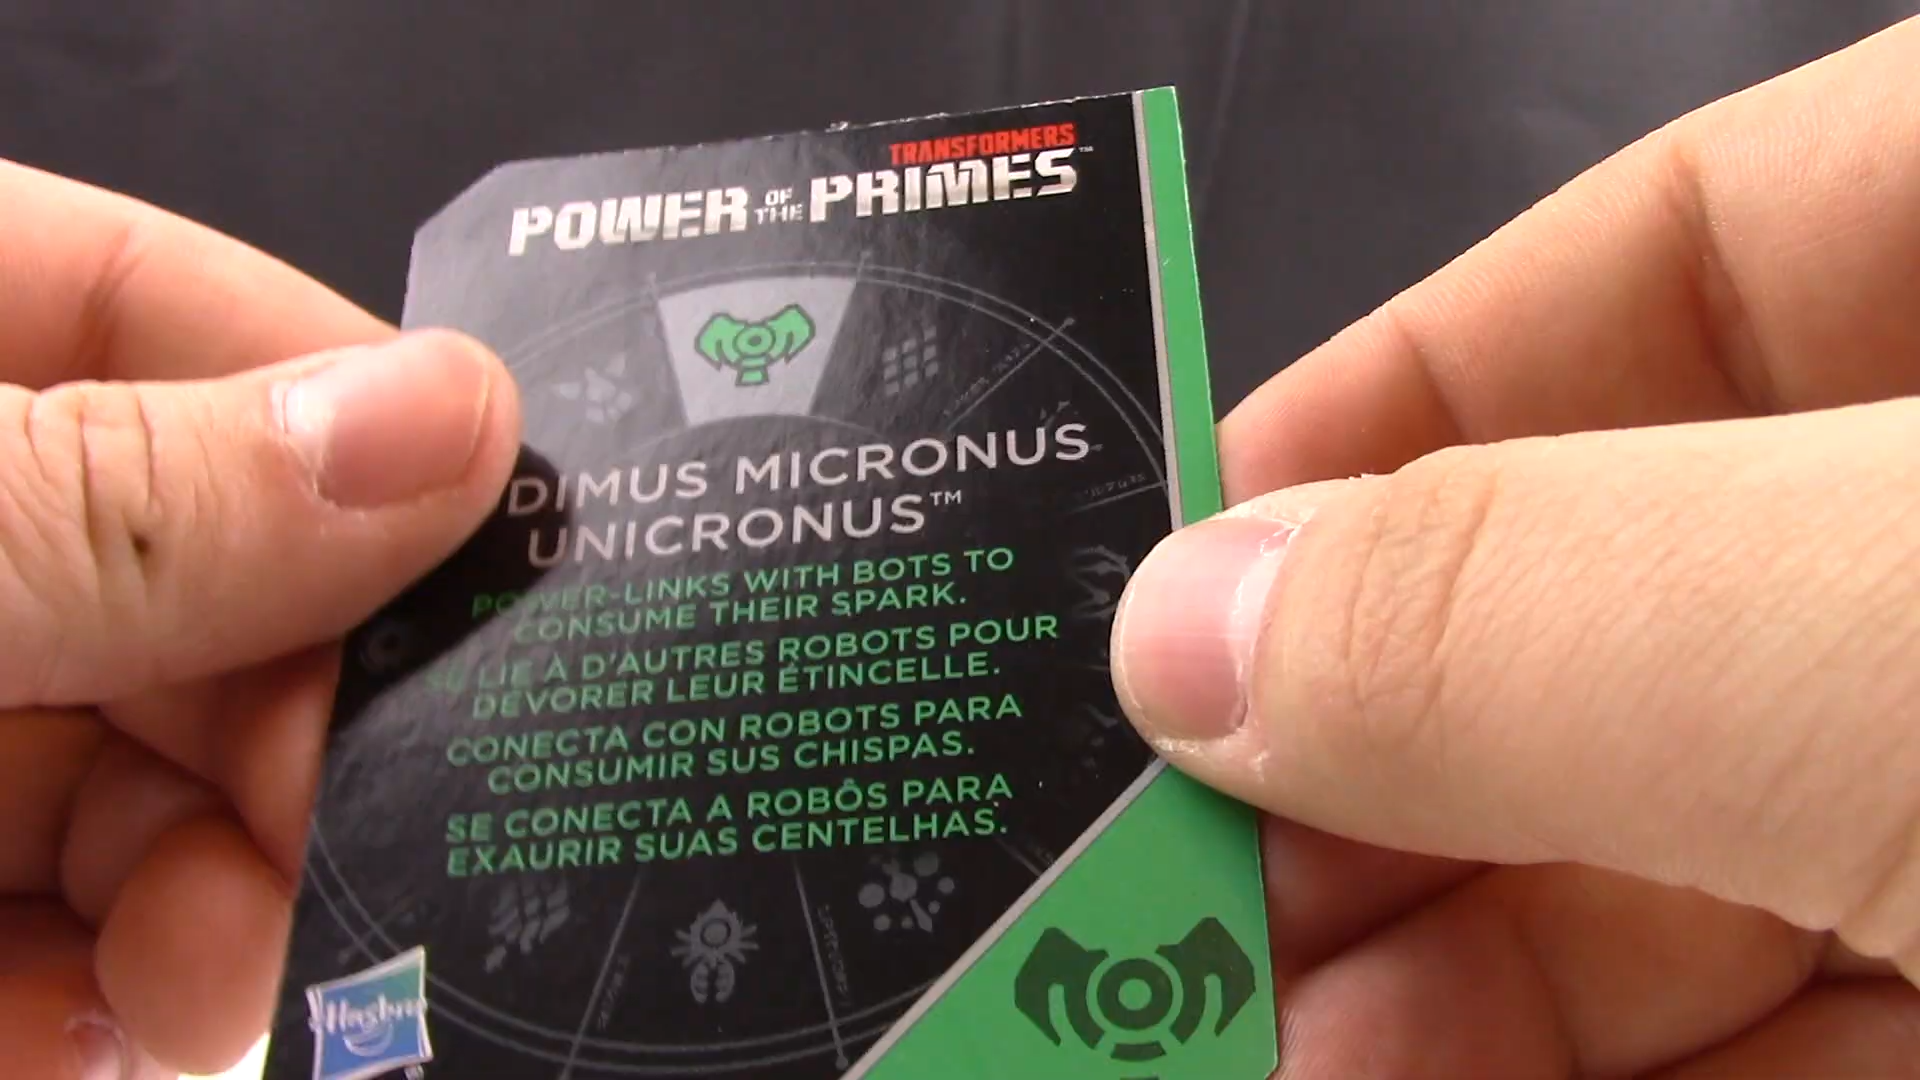 TRANSFORMERS
POWER OF THE PRIMES™
DIMUS MICRONUS
UNICRONUS™
POWER-LINKS WITH BOTS TO
CONSUME THEIR SPARK.
LIE À D'AUTRES ROBOTS POUR
DÉVORER LEUR ÉTINCELLE.
CONECTA CON ROBOTS PARA
CONSUMIR SUS CHISPAS.
SE CONECTA A ROBÔS PARA
EXAURIR SUAS CENTELHAS.
Hasbro